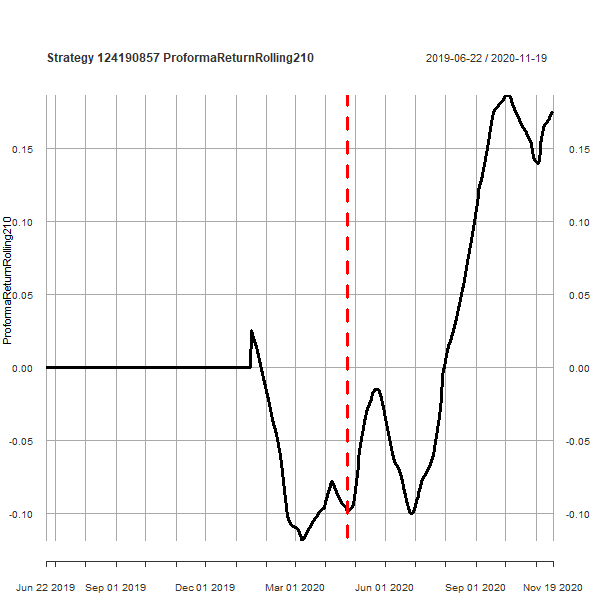 Strategy 124190857 ProformaReturnRolling210
2019-06-22 / 2020-11-19
ProformaReturnRolling210
0.15 0.15
0.10 0.10
0.05 0.05
0.00 0.00
-0.05 -0.05
-0.10 -0.10
Jun 22 2019 Sep 01 2019 Dec 01 2019 Mar 01 2020 Jun 01 2020 Sep 01 2020 Nov 19 2020